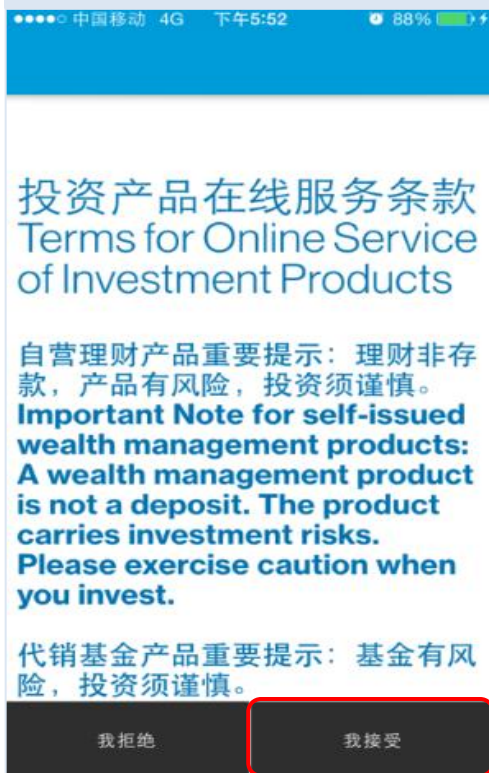 中国移动 4G 下午5:52 88%
投资产品在线服务条款
Terms for Online Service
of Investment Products
自营理财产品重要提示：理财非存
款，产品有风险，投资须谨慎。
Important Note for self-issued
wealth management products:
A wealth management product
is not a deposit. The product
carries investment risks.
Please exercise caution when
you invest.
代销基金产品重要提示：基金有风
险，投资须谨慎。
我拒绝 我接受